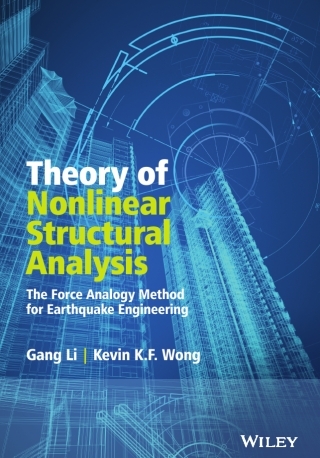 Theory of
Nonlinear
Structural
Analysis
The Force Analogy Method
for Earthquake Engineering
Gang Li | Kevin K.F. Wong
WILEY